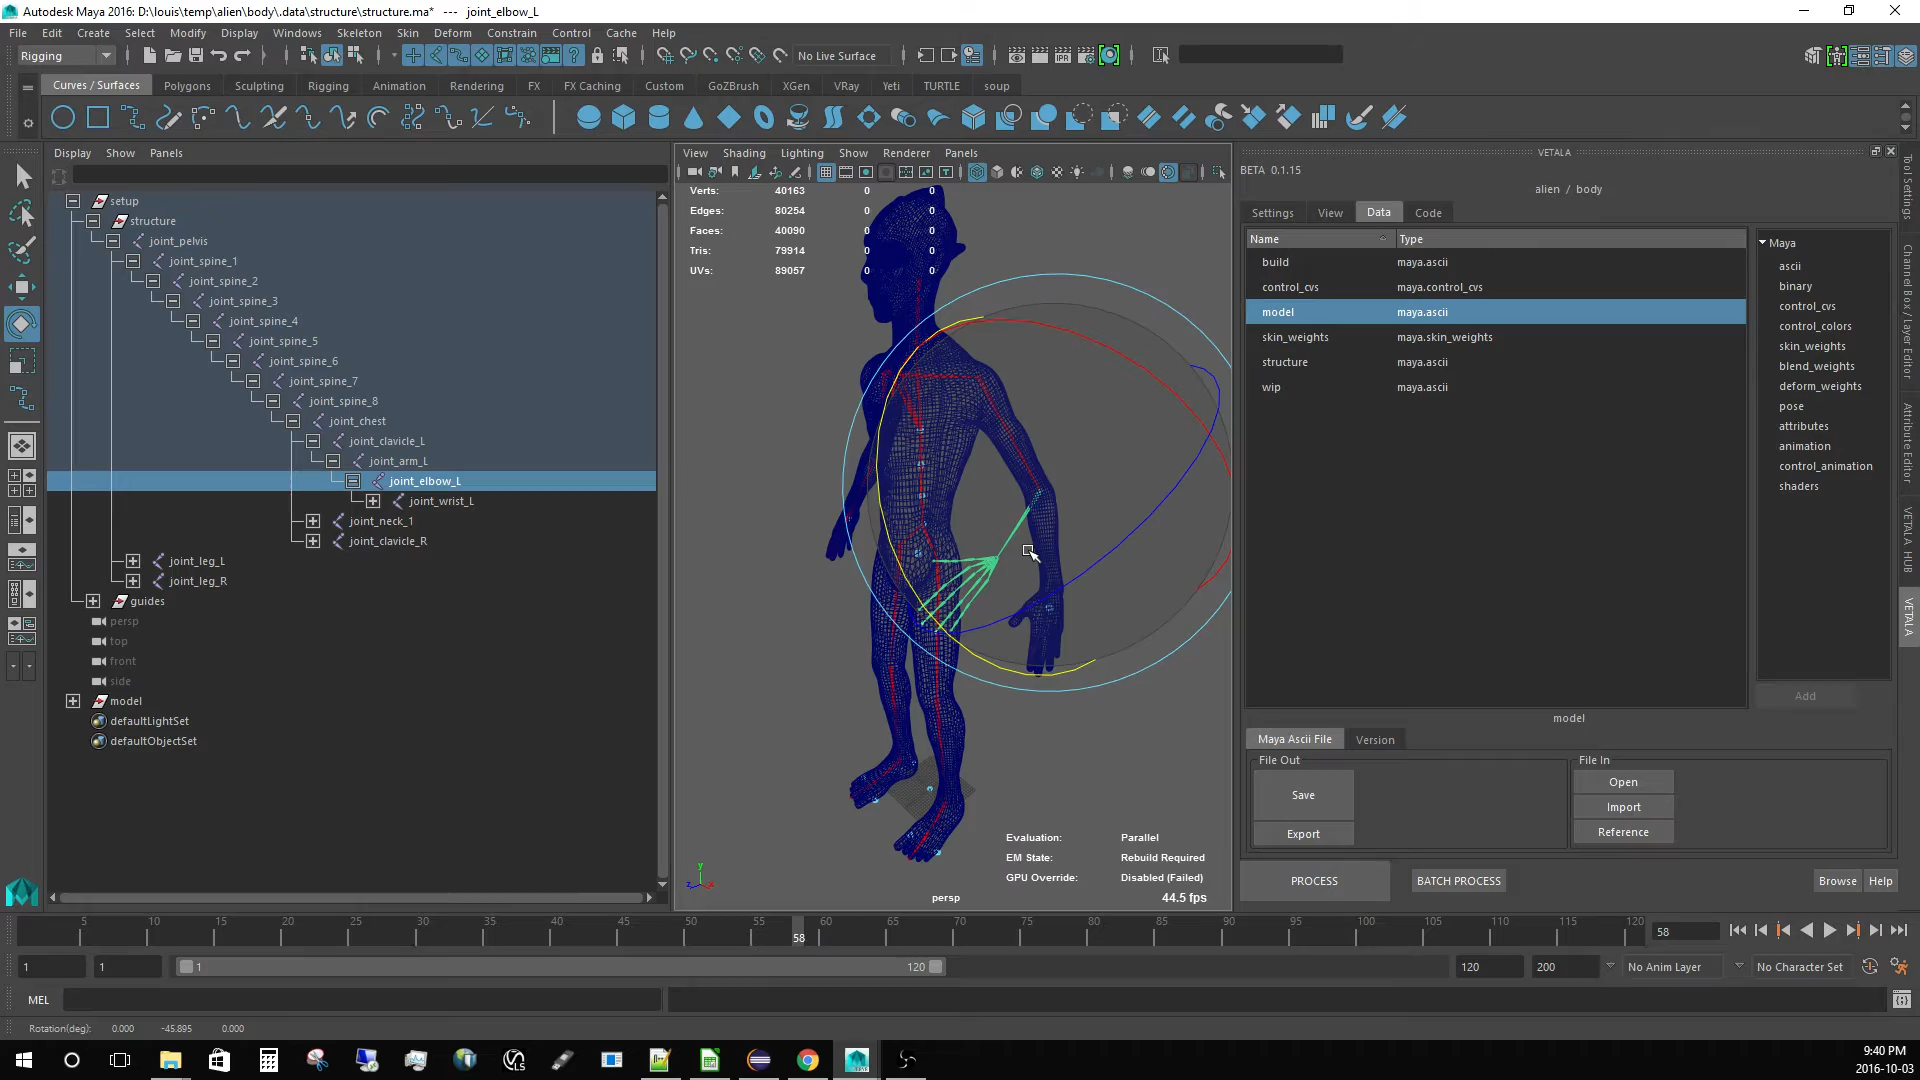 Autodesk Maya 2016: D:\louis\temp\alien\body\.data\structure\structure.ma*   ---   joint_elbow_L
File Edit Create Select Modify Display Windows Skeleton Skin Deform Constrain Control Cache Help
Rigging No Live Surface
Curves / Surfaces Polygons Sculpting Rigging Animation Rendering FX FX Caching Custom GoZBrush XGen VRay Yeti TURTLE soup
Display Show Panels
setup
structure
joint_pelvis
joint_spine_1
joint_spine_2
joint_spine_3
joint_spine_4
joint_spine_5
joint_spine_6
joint_spine_7
joint_spine_8
joint_chest
joint_clavicle_L
joint_arm_L
joint_elbow_L
joint_wrist_L
joint_neck_1
joint_clavicle_R
joint_leg_L
joint_leg_R
guides
persp
top
front
side
model
defaultLightSet
defaultObjectSet
View Shading Lighting Show Renderer Panels
Verts: 40163 0 0
Edges: 80254 0 0
Faces: 40090 0 0
Tris: 79914 0 0
UVs: 89057 0 0
Evaluation: Parallel
EM State: Rebuild Required
GPU Override: Disabled (Failed)
persp 44.5 fps
VETALA
BETA 0.1.15
alien / body
Settings View Data Code
Name Type
build maya.ascii
control_cvs maya.control_cvs
model maya.ascii
skin_weights maya.skin_weights
structure maya.ascii
wip maya.ascii
Maya
ascii
binary
control_cvs
control_colors
skin_weights
blend_weights
deform_weights
pose
attributes
animation
control_animation
shaders
Add
model
Maya Ascii File Version
File Out File In
Save
Export
Open
Import
Reference
PROCESS BATCH PROCESS Browse Help
Tool Settings
Channel Box / Layer Editor
Attribute Editor
VETALA HUB
VETALA
5 10 15 20 25 30 35 40 45 50 55 60 65 70 75 80 85 90 95 100 105 110 115 120
58
58
1 1 1 120 120 200 No Anim Layer No Character Set
MEL
Rotation(deg): 0.000 -45.895 0.000
9:40 PM
2016-10-03